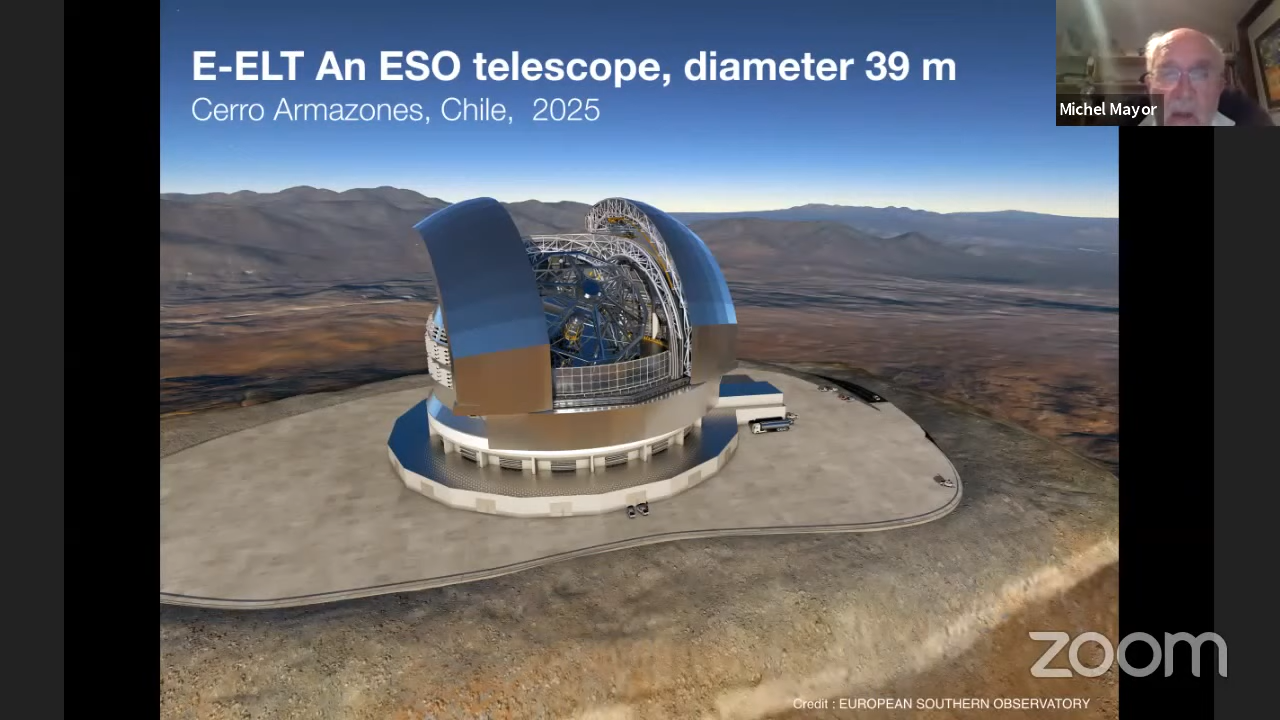 E-ELT An ESO telescope, diameter 39 m
Cerro Armazones, Chile, 2025
Michel Mayor
zoom
Credit : EUROPEAN SOUTHERN OBSERVATORY